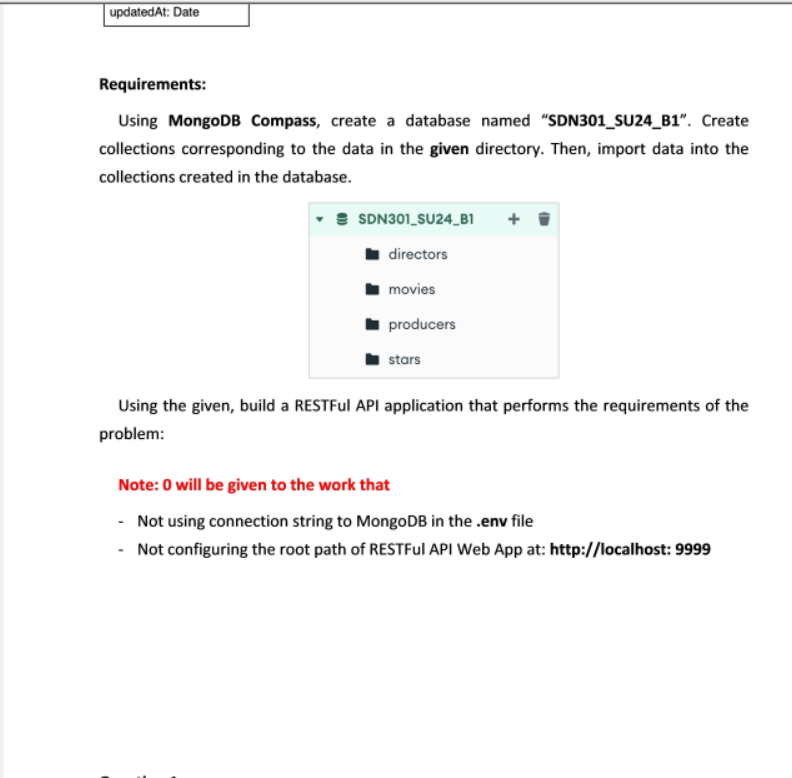 updatedAt: Date
Requirements:
Using MongoDB Compass, create a database named “SDN301_SU24_B1”. Create
collections corresponding to the data in the given directory. Then, import data into the
collections created in the database.
SDN301_SU24_B1
directors
movies
producers
stars
Using the given, build a RESTFul API application that performs the requirements of the
problem:
Note: 0 will be given to the work that
- Not using connection string to MongoDB in the .env file
- Not configuring the root path of RESTFul API Web App at: http://localhost: 9999